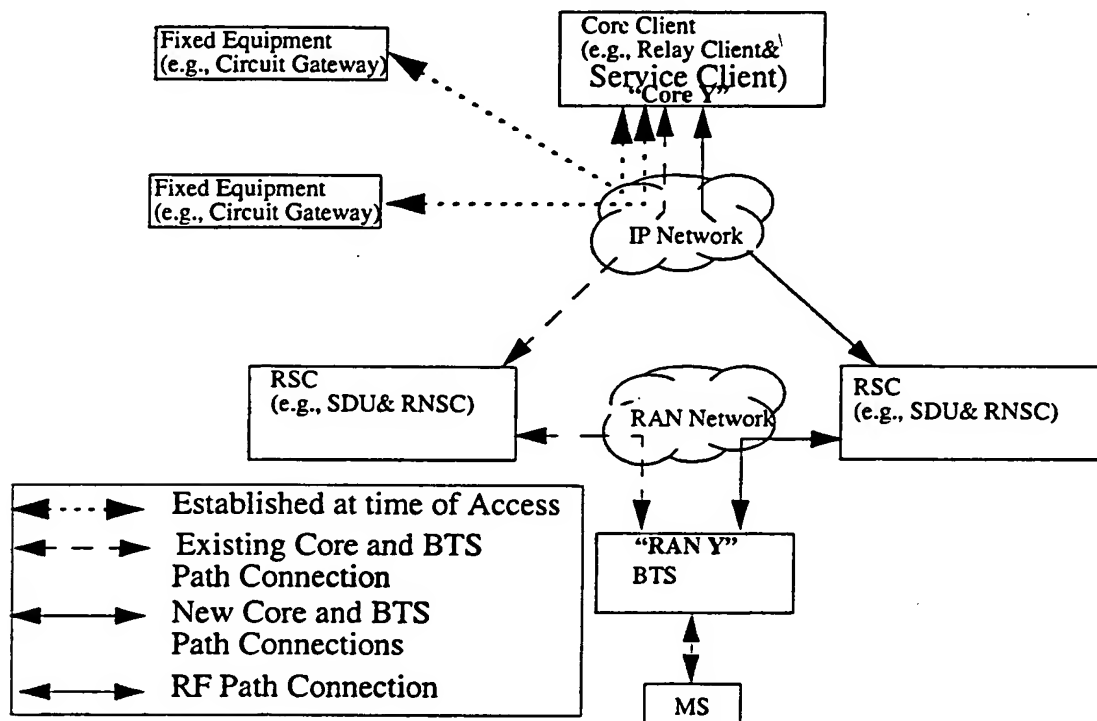 Fixed Equipment
(e.g., Circuit Gateway)
Core Client
(e.g., Relay Client&
Service Client)
“Core Y”
Fixed Equipment
(e.g., Circuit Gateway)
IP Network
RSC
(e.g., SDU& RNSC)
RAN Network
RSC
(e.g., SDU& RNSC)
Established at time of Access
Existing Core and BTS
Path Connection
New Core and BTS
Path Connections
RF Path Connection
“RAN Y”
BTS
MS